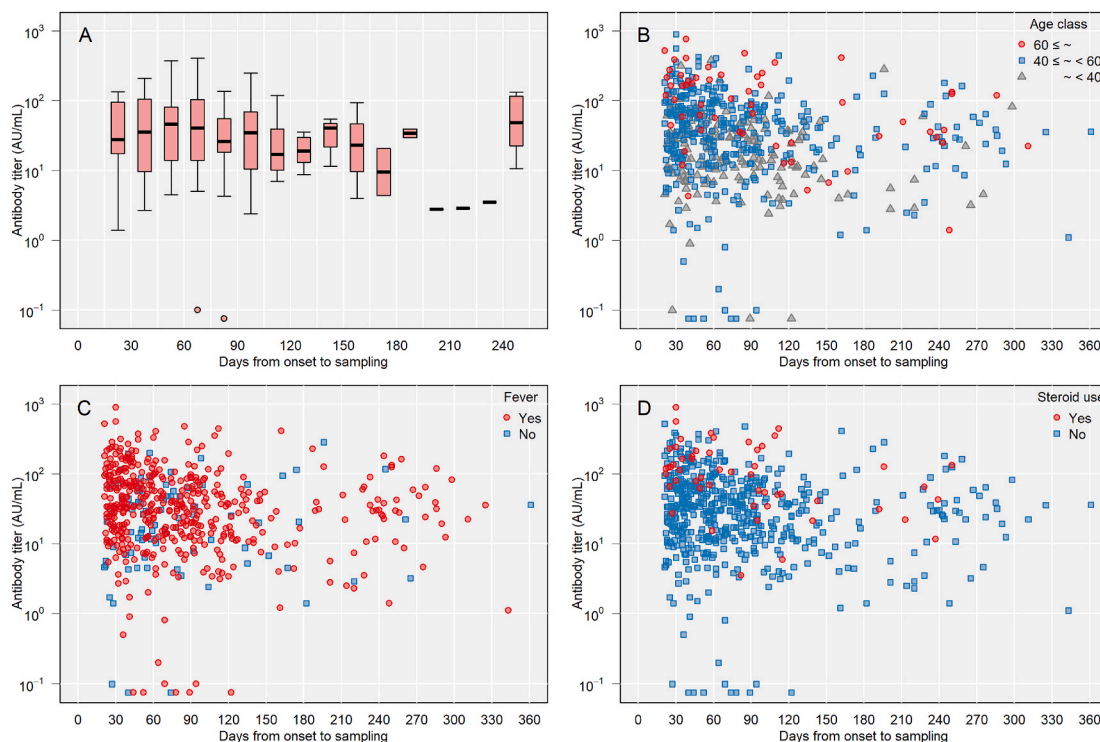 A
10³
10²
10¹
10⁰
10⁻¹
Antibody titer (AU/mL)
0 30 60 60 90 120 150 180 210 240
Days from onset to sampling
B
Age class
60 ≤ ~
40 ≤ ~ < 60
~ < 40
10³
10²
10¹
10⁰
10⁻¹
Antibody titer (AU/mL)
30 60 90 120 150 180 210 240 270 300 330 360
Days from onset to sampling
C
Fever
Yes
No
10³
10²
10¹
10⁰
10⁻¹
Antibody titer (AU/mL)
30 60 90 120 150 180 210 240 270 300 330 360
Days from onset to sampling
D
Steroid use
Yes
No
10³
10²
10¹
10⁰
10⁻¹
Antibody titer (AU/mL)
30 60 90 120 150 180 210 240 270 300 330 360
Days from onset to sampling